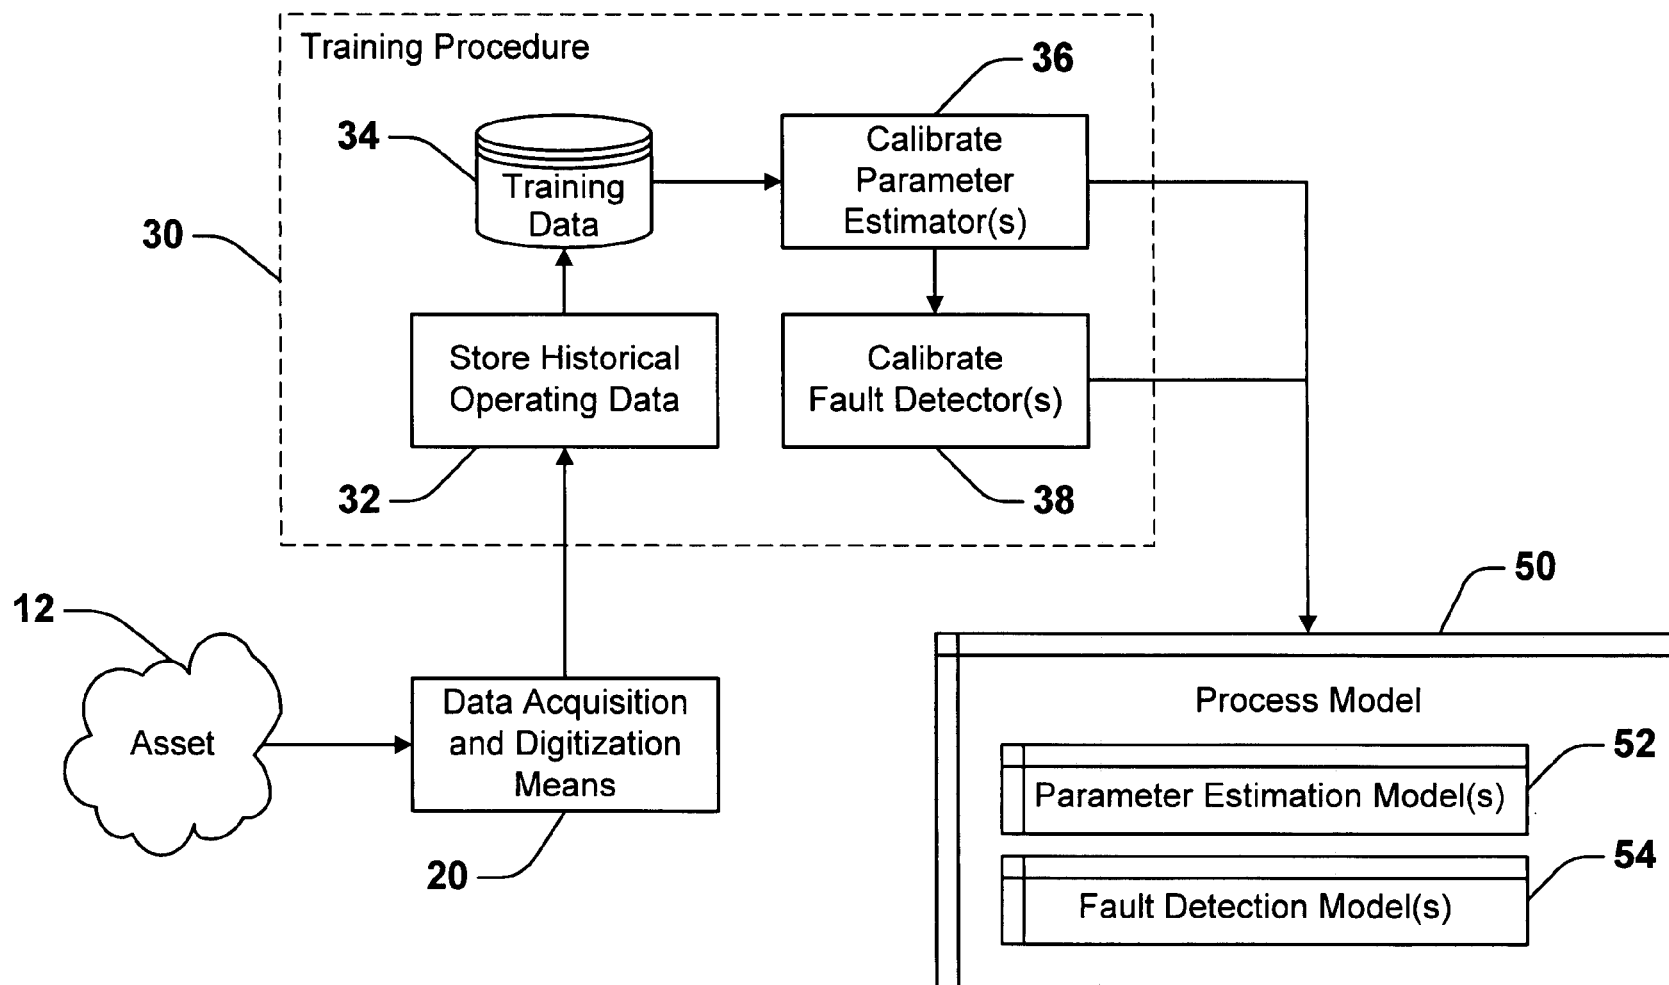 Training Procedure
36
34
Training
Data
Calibrate
Parameter
Estimator(s)
30
Store Historical
Operating Data
Calibrate
Fault Detector(s)
32
38
12
50
Asset
Data Acquisition
and Digitization
Means
Process Model
52
Parameter Estimation Model(s)
20
54
Fault Detection Model(s)